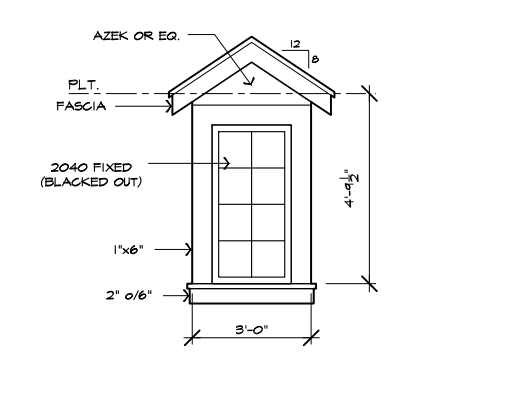 AZEK OR EQ.
12
8
PLT.
FASCIA
2040 FIXED
(BLACKED OUT)
4'-9½"
1"x6"
2" o/6"
3'-0"